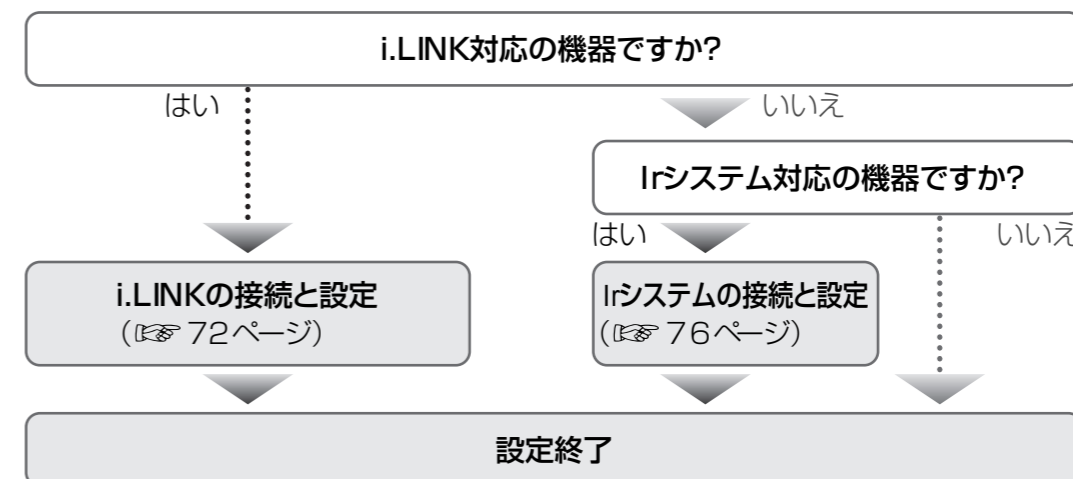 i.LINK対応の機器ですか?
はい
いいえ
Irシステム対応の機器ですか?
はい
いいえ
i.LINKの接続と設定
(☞ 72ページ)
Irシステムの接続と設定
(☞ 76ページ)
設定終了